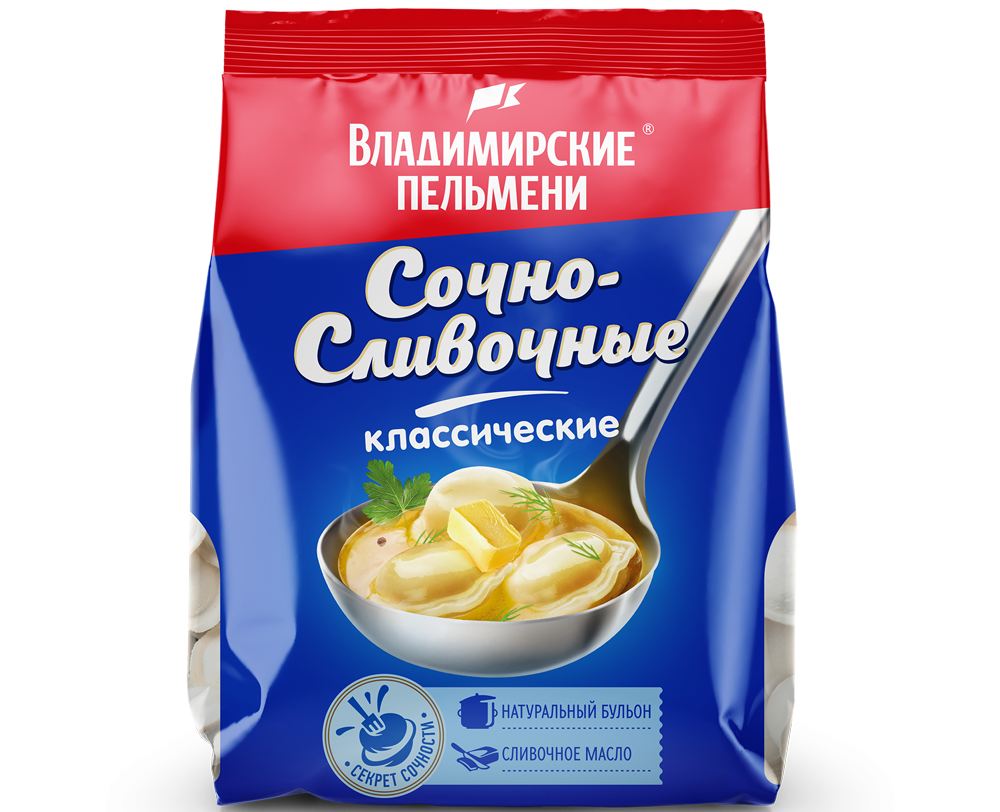 ВЛАДИМИРСКИЕ ®
ПЕЛЬМЕНИ
Сочно-
Сливочные
классические
НАТУРАЛЬНЫЙ БУЛЬОН
СЛИВОЧНОЕ МАСЛО
• СЕКРЕТ СОЧНОСТИ •